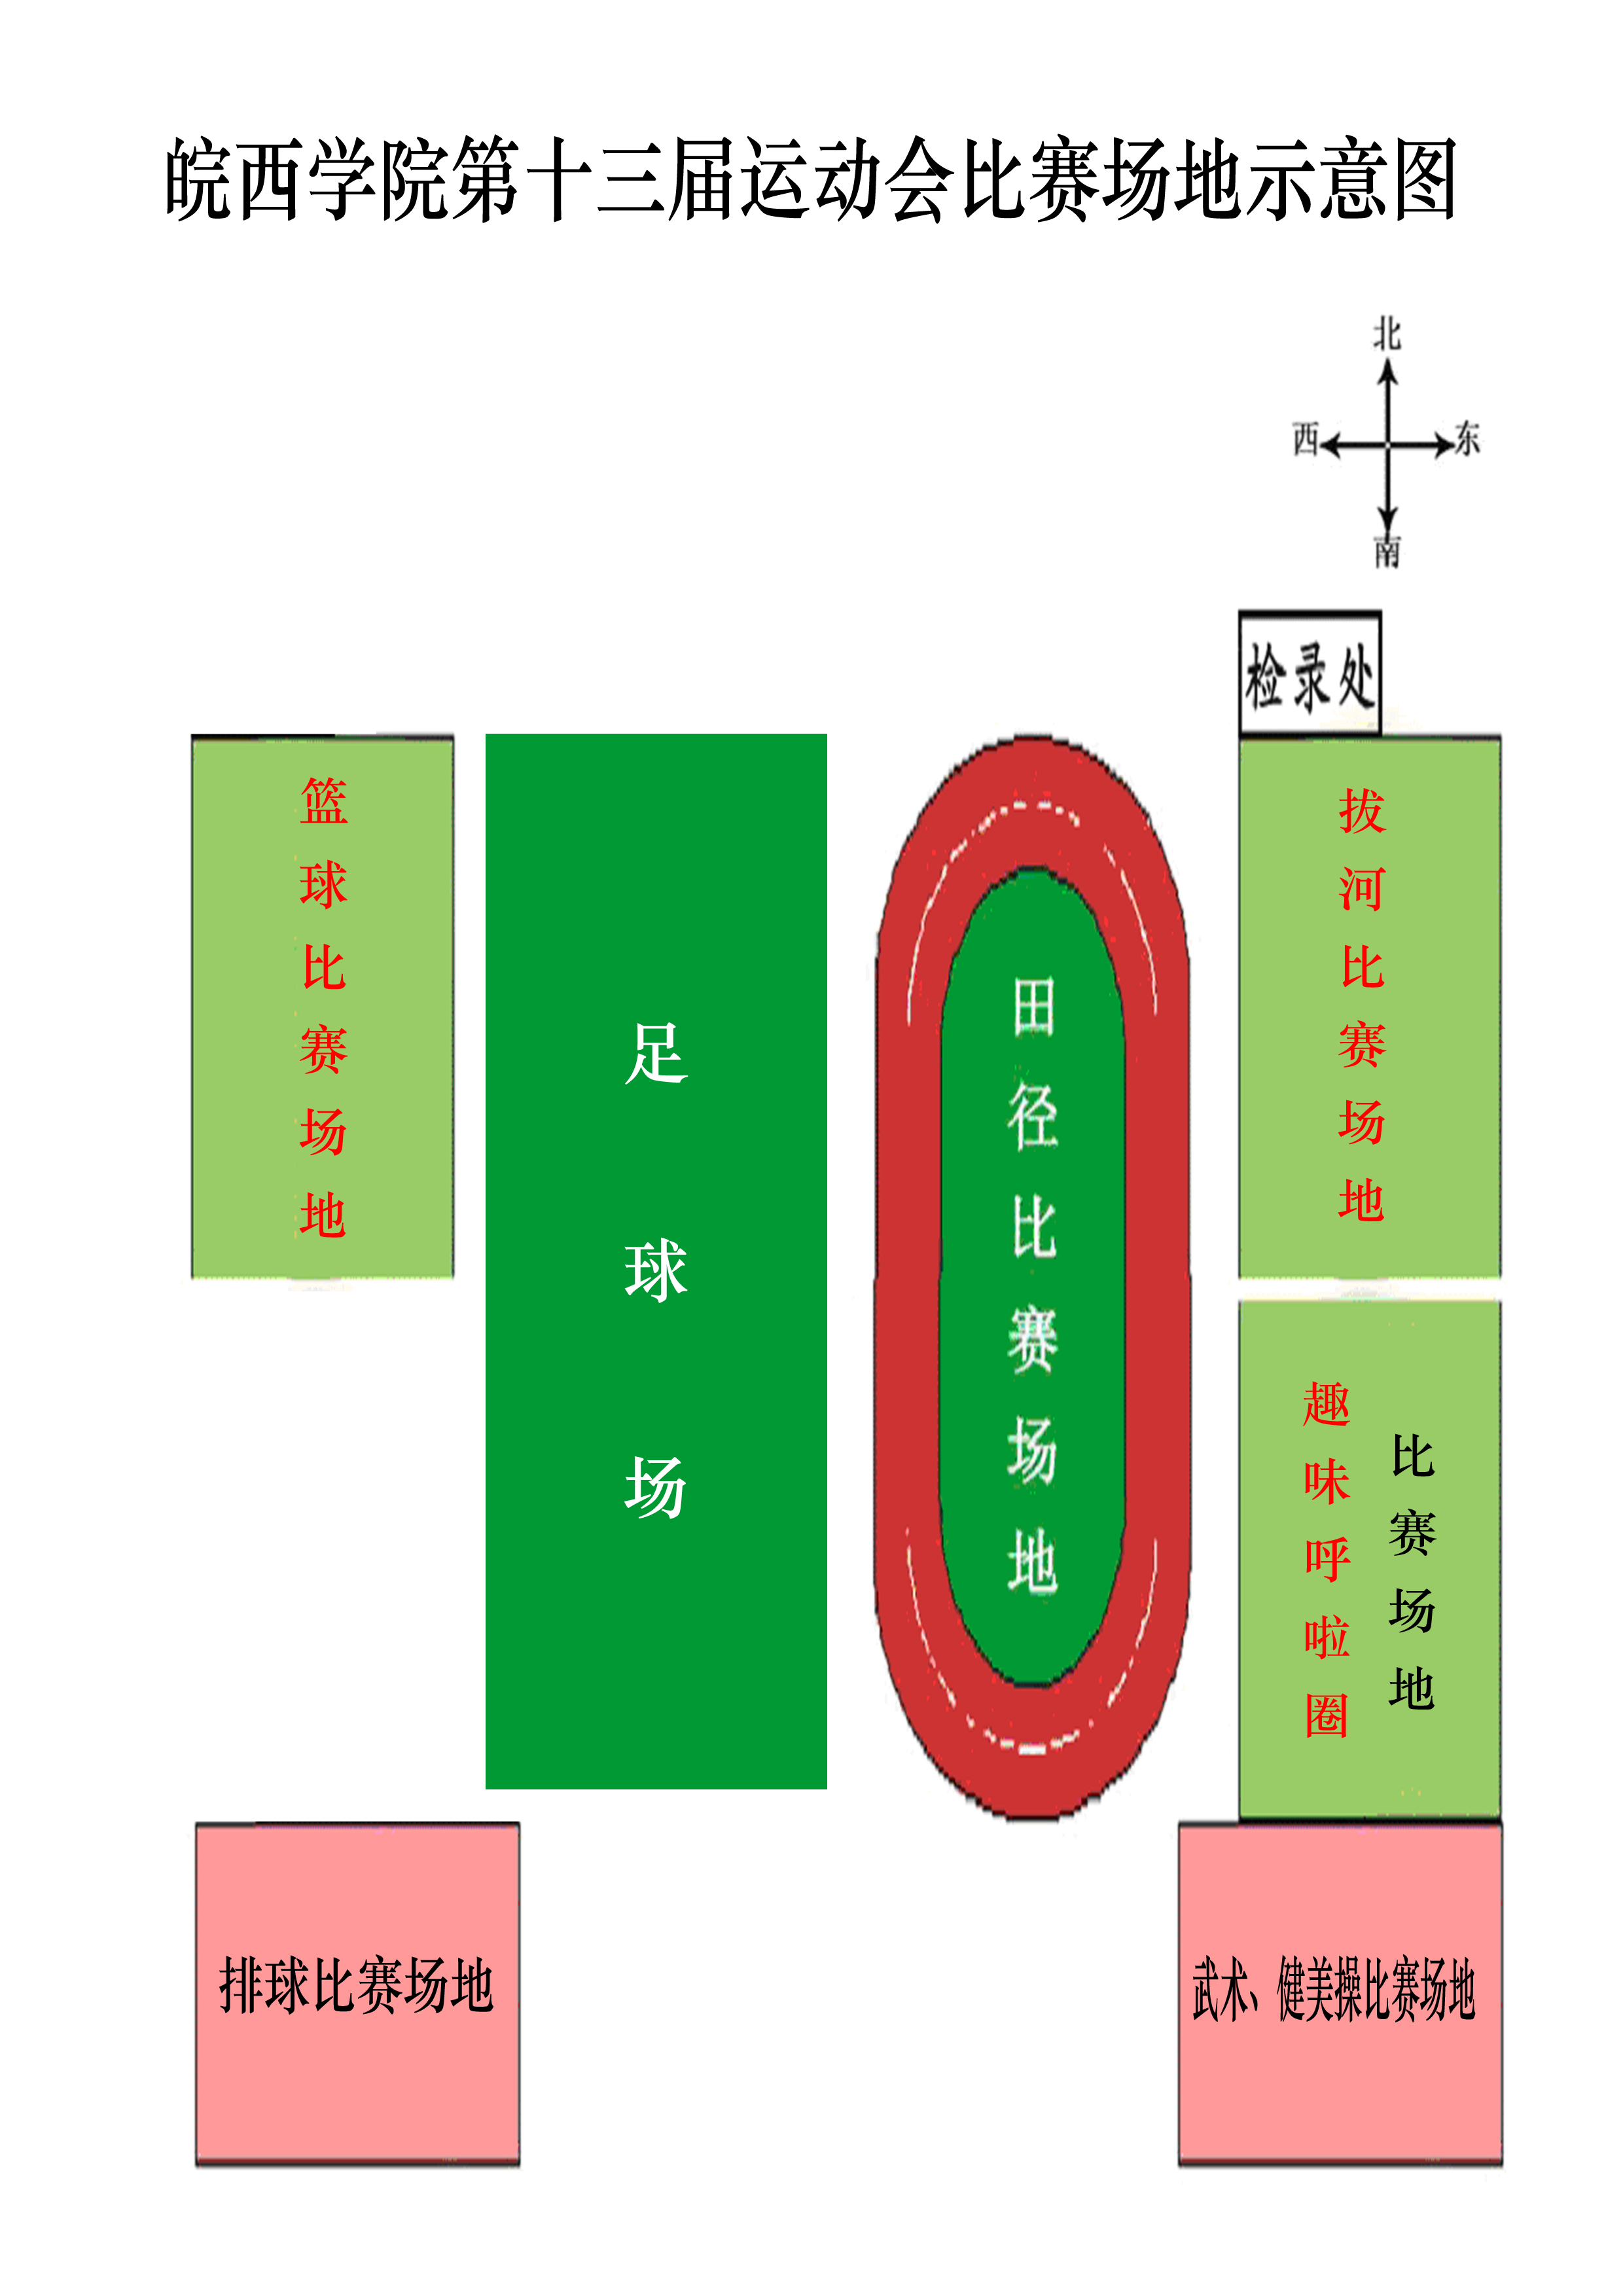 皖西学院第十三届运动会比赛场地示意图
北
西
东
南
检录处
篮球比赛场地
足球场
田径比赛场地
拔河比赛场地
趣味呼啦圈
比赛场地
排球比赛场地
武术、健美操比赛场地